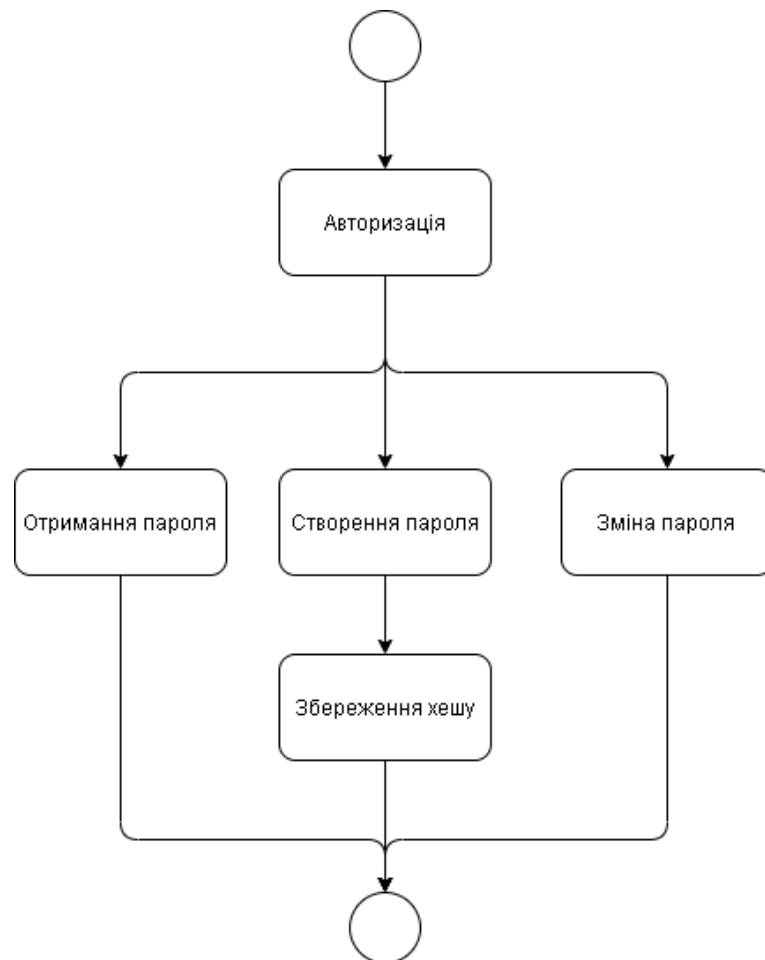 Авторизація
Отримання пароля
Створення пароля
Зміна пароля
Збереження хешу